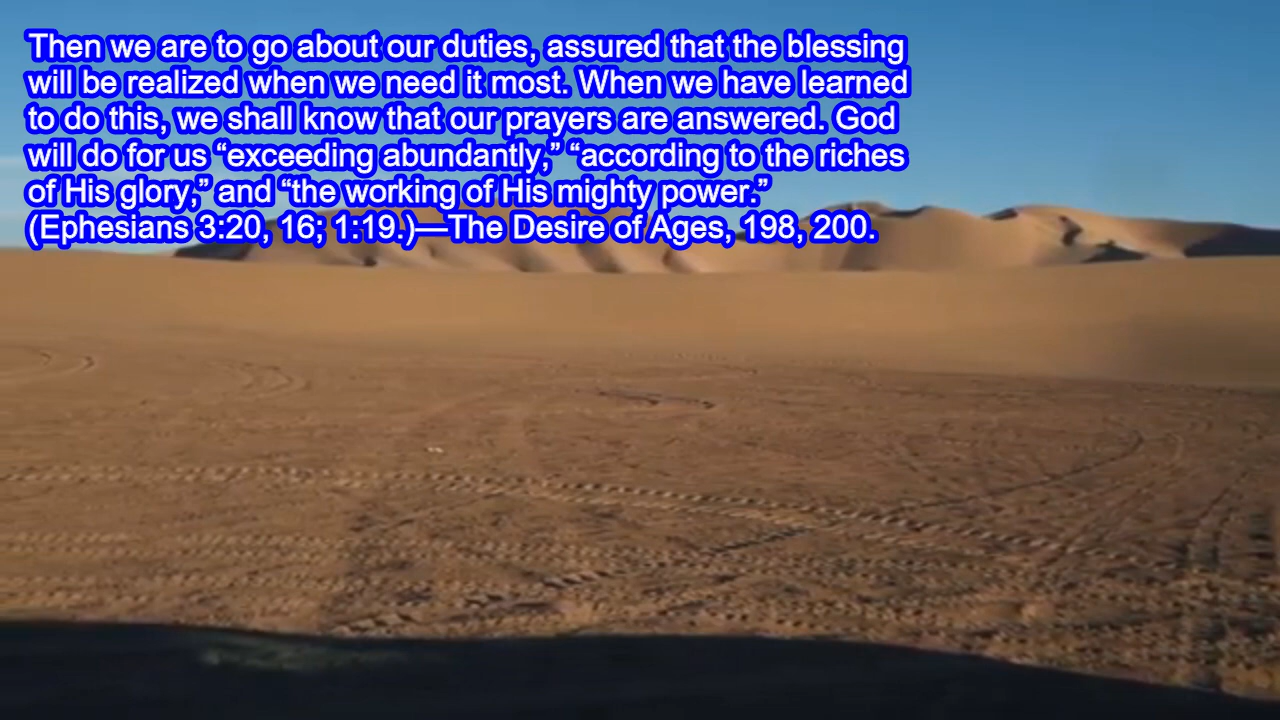 Then we are to go about our duties, assured that the blessing
will be realized when we need it most. When we have learned
to do this, we shall know that our prayers are answered. God
will do for us “exceeding abundantly,” “according to the riches
of His glory,” and “the working of His mighty power.”
(Ephesians 3:20, 16; 1:19.)—The Desire of Ages, 198, 200.